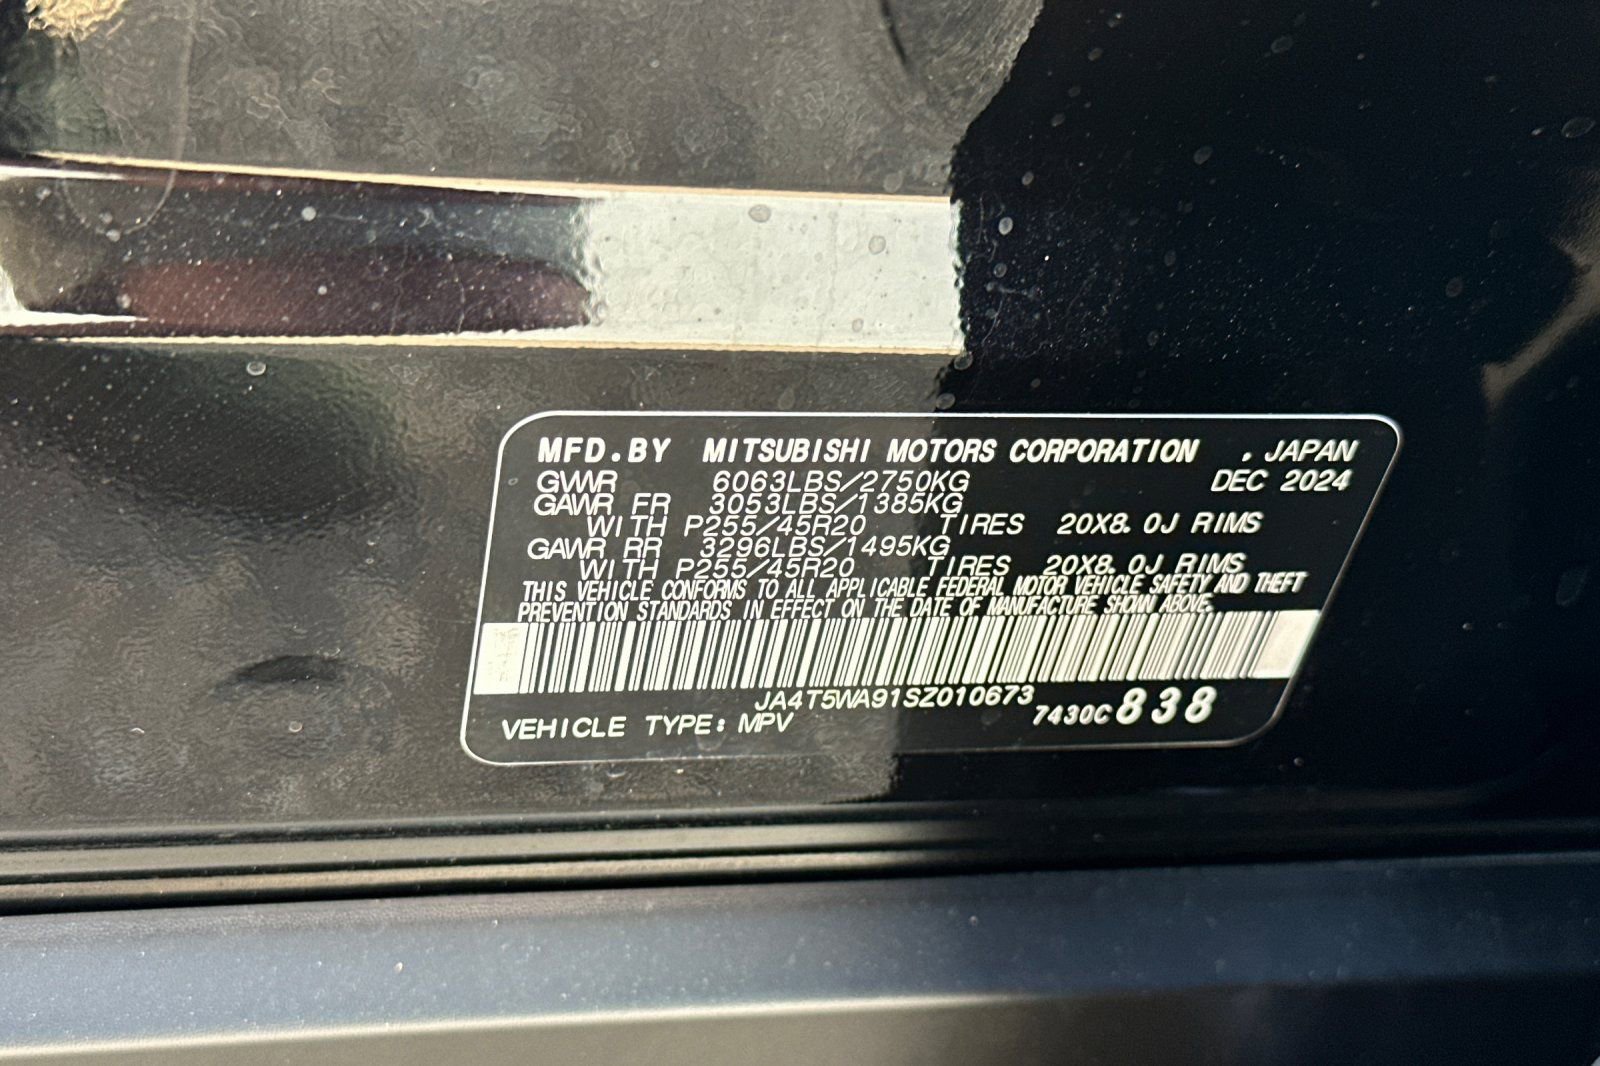 MFD.BY MITSUBISHI MOTORS CORPORATION , JAPAN
GVWR 6063LBS/2750KG DEC 2024
GAWR FR 3053LBS/1385KG
WITH P255/45R20 TIRES 20X8.0J RIMS
GAWR RR 3296LBS/1495KG
WITH P255/45R20 TIRES 20X8.0J RIMS
THIS VEHICLE CONFORMS TO ALL APPLICABLE FEDERAL MOTOR VEHICLE SAFETY AND THEFT
PREVENTION STANDARDS IN EFFECT ON THE DATE OF MANUFACTURE SHOWN ABOVE.
JA4T5WA91SZ010673
VEHICLE TYPE: MPV 7430C838